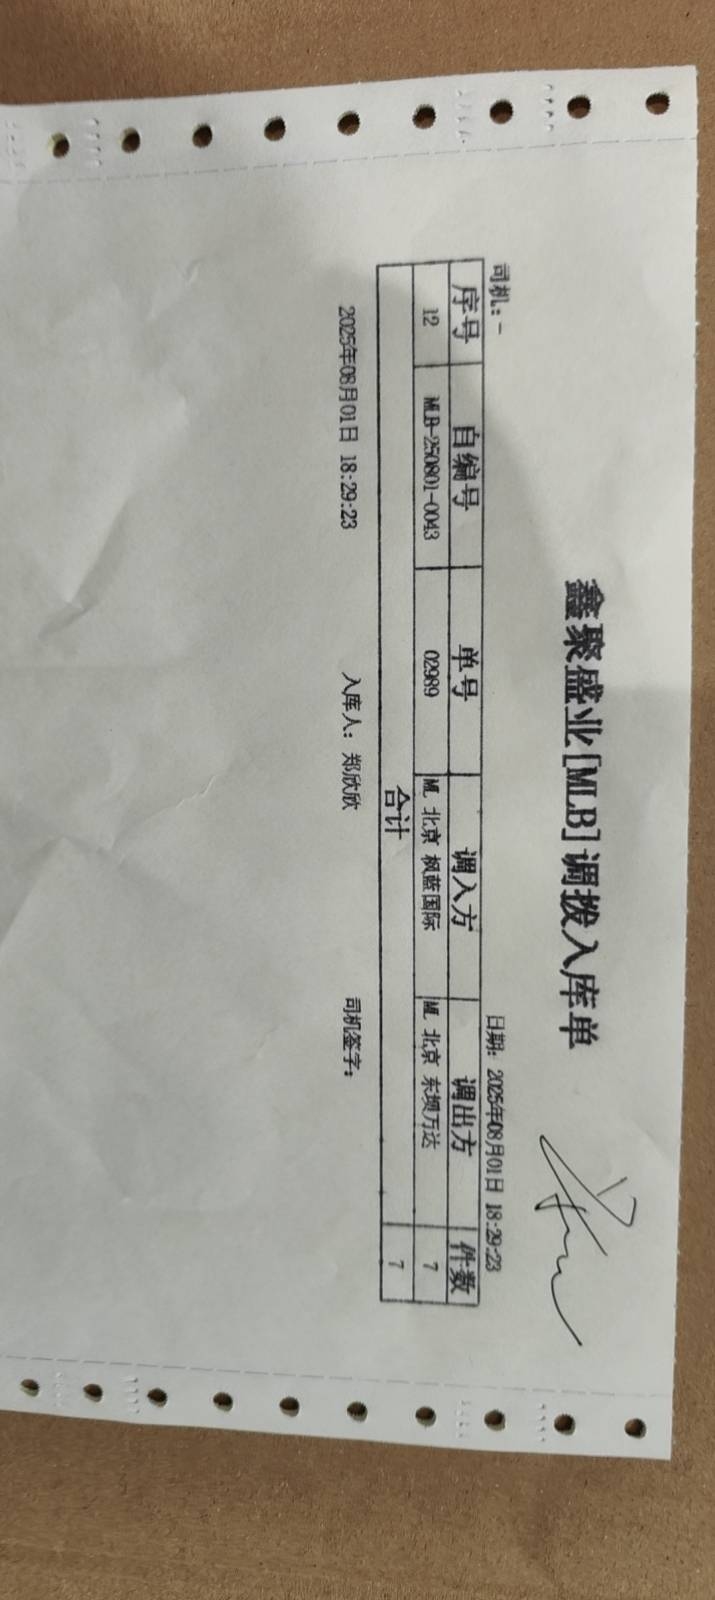 鑫聚盛业[MLB]调拨入库单
司机：- 日期：2025年08月01日 18:29:23
序号 自编号 单号 调入方 调出方 件数
12 MLB-250801-0043 02989 ML 北京 枫蓝国际 ML 北京 东坝万达 7
合计 7
2025年08月01日 18:29:23 入库人：郑欣欣 司机签字：